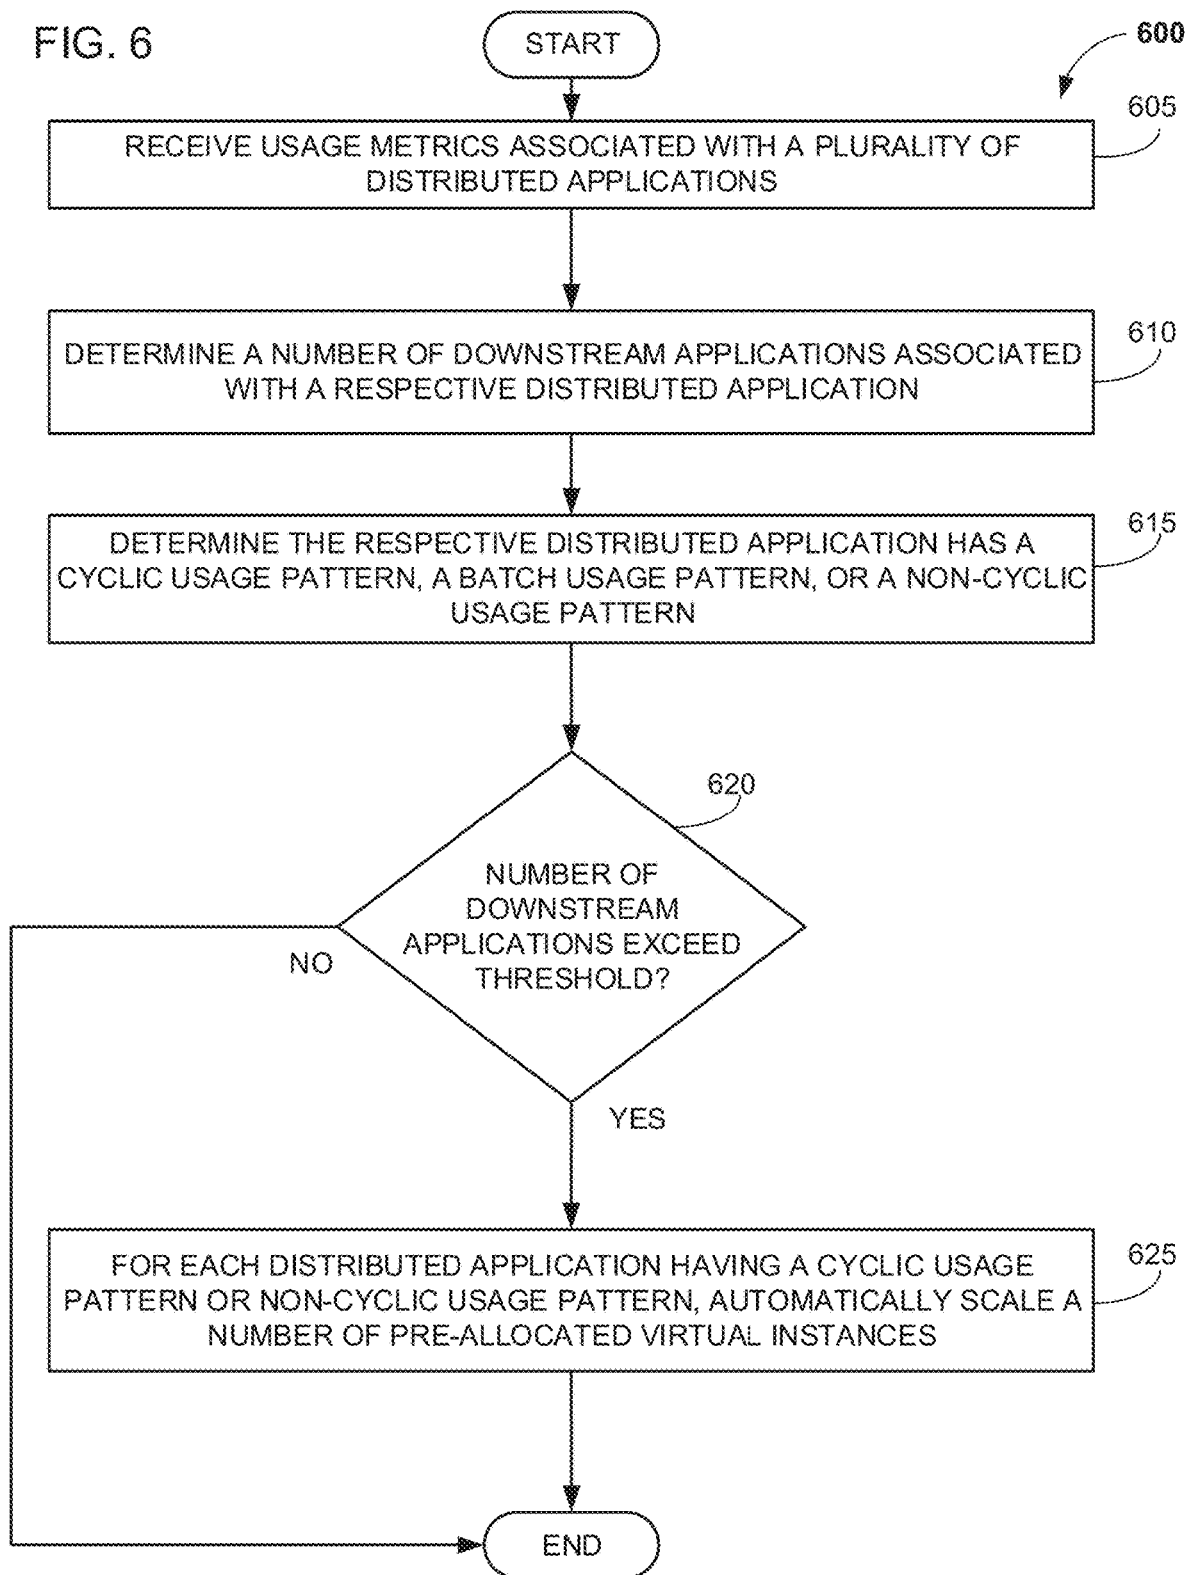 FIG. 6
START
600
605
RECEIVE USAGE METRICS ASSOCIATED WITH A PLURALITY OF
DISTRIBUTED APPLICATIONS
610
DETERMINE A NUMBER OF DOWNSTREAM APPLICATIONS ASSOCIATED
WITH A RESPECTIVE DISTRIBUTED APPLICATION
615
DETERMINE THE RESPECTIVE DISTRIBUTED APPLICATION HAS A
CYCLIC USAGE PATTERN, A BATCH USAGE PATTERN, OR A NON-CYCLIC
USAGE PATTERN
620
NUMBER OF
DOWNSTREAM
APPLICATIONS EXCEED
THRESHOLD?
NO
YES
625
FOR EACH DISTRIBUTED APPLICATION HAVING A CYCLIC USAGE
PATTERN OR NON-CYCLIC USAGE PATTERN, AUTOMATICALLY SCALE A
NUMBER OF PRE-ALLOCATED VIRTUAL INSTANCES
END